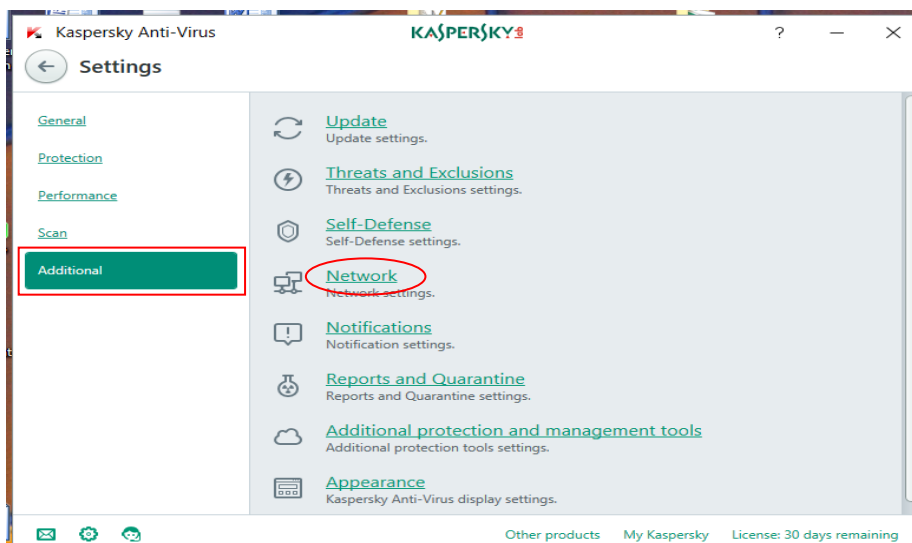 Kaspersky Anti-Virus
KASPERSKY lab
? — ✕
Settings
General
Protection
Performance
Scan
Additional
Update
Update settings.
Threats and Exclusions
Threats and Exclusions settings.
Self-Defense
Self-Defense settings.
Network
Network settings.
Notifications
Notification settings.
Reports and Quarantine
Reports and Quarantine settings.
Additional protection and management tools
Additional protection tools settings.
Appearance
Kaspersky Anti-Virus display settings.
Other products My Kaspersky License: 30 days remaining